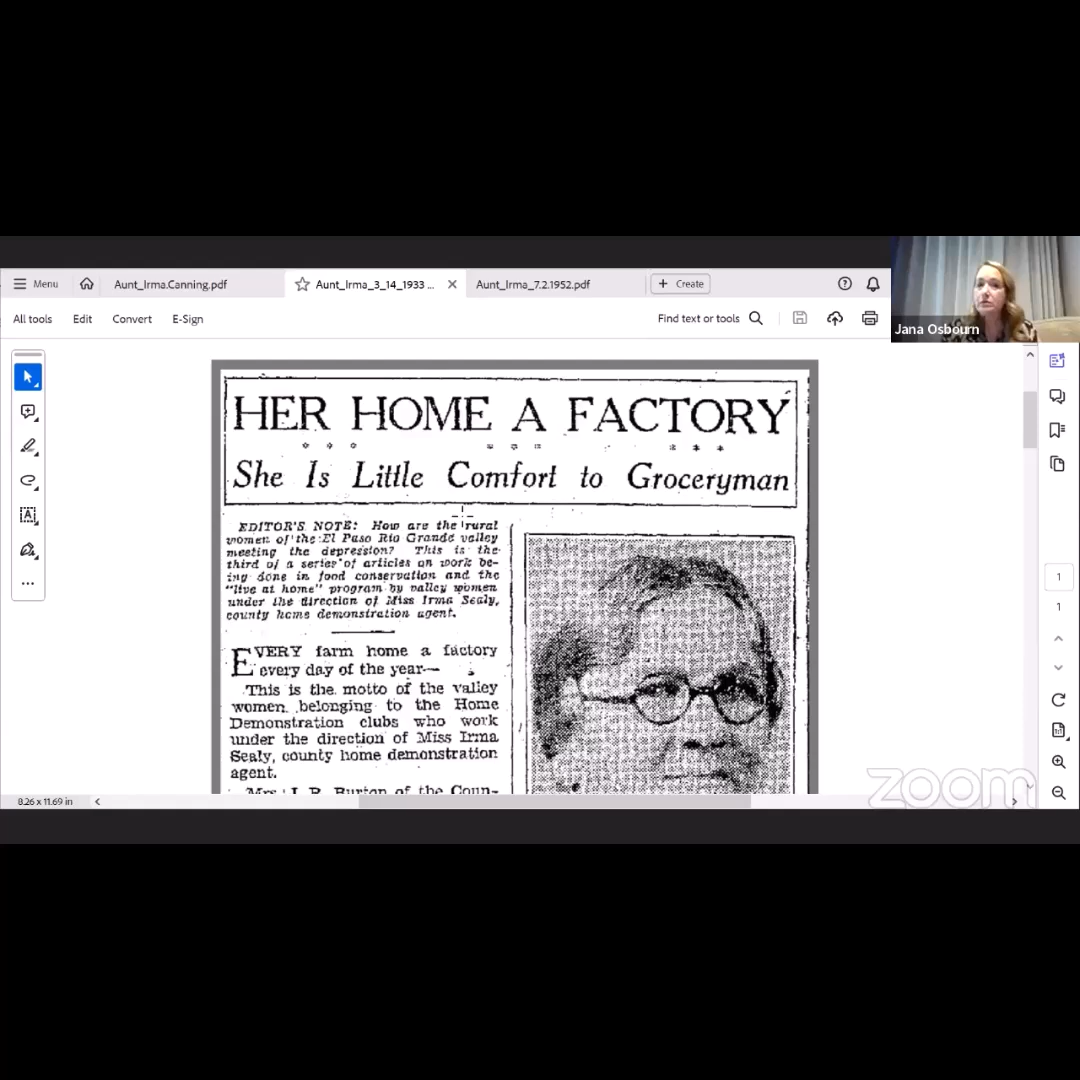 Menu
Aunt_Irma.Canning.pdf
Aunt_Irma_3_14_1933 ...
Aunt_Irma_7.2.1952.pdf
+ Create
All tools
Edit
Convert
E-Sign
Find text or tools
Jana Osbourn
HER HOME A FACTORY
She Is Little Comfort to Groceryman
EDITOR'S NOTE: How are the rural
women of the El Paso Rio Grande valley
meeting the depression? This is the
third of a series of articles on work be-
ing done in food conservation and the
"live at home" program by valley women
under the direction of Miss Irma Sealy,
county home demonstration agent.
EVERY farm home a factory
every day of the year—
This is the motto of the valley
women belonging to the Home
Demonstration clubs who work
under the direction of Miss Irma
Sealy, county home demonstration
agent.
Mrs. J. R. Burton of the Coun-
1
1
8.26 x 11.69 in
zoom